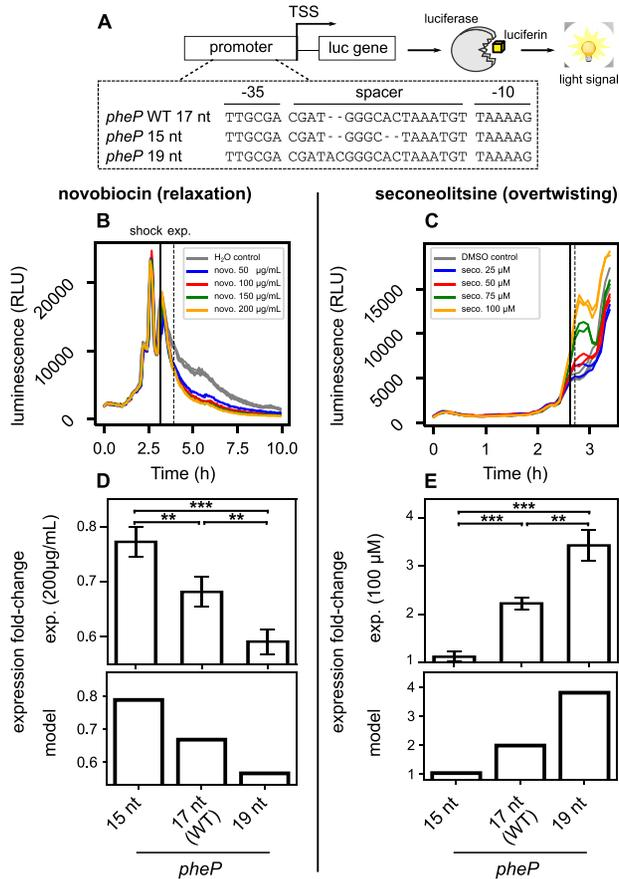 A
TSS
promoter
luc gene
luciferase
luciferin
light signal
-35 spacer -10
pheP WT 17 nt TTGCGA CGAT--GGGCACTAAATGT TAAAAG
pheP 15 nt TTGCGA CGAT--GGGC--TAAATGT TAAAAG
pheP 19 nt TTGCGA CGATACGGGCACTAAATGT TAAAAG
novobiocin (relaxation)
B
shock exp.
luminescence (RLU)
20000
10000
0
H₂O control
novo. 50 µg/mL
novo. 100 µg/mL
novo. 150 µg/mL
novo. 200 µg/mL
0.0 2.5 5.0 7.5 10.0
Time (h)
seconeolitsine (overtwisting)
C
luminescence (RLU)
15000
10000
5000
0
DMSO control
seco. 25 µM
seco. 50 µM
seco. 75 µM
seco. 100 µM
0 1 2 3
Time (h)
D
expression fold-change
exp. (200µg/mL)
0.8
0.7
0.6
***
** **
model
0.8
0.7
0.6
15 nt
17 nt
(WT)
19 nt
pheP
E
expression fold-change
exp. (100 µM)
4
3
2
1
***
*** **
model
4
3
2
1
15 nt
17 nt
(WT)
19 nt
pheP